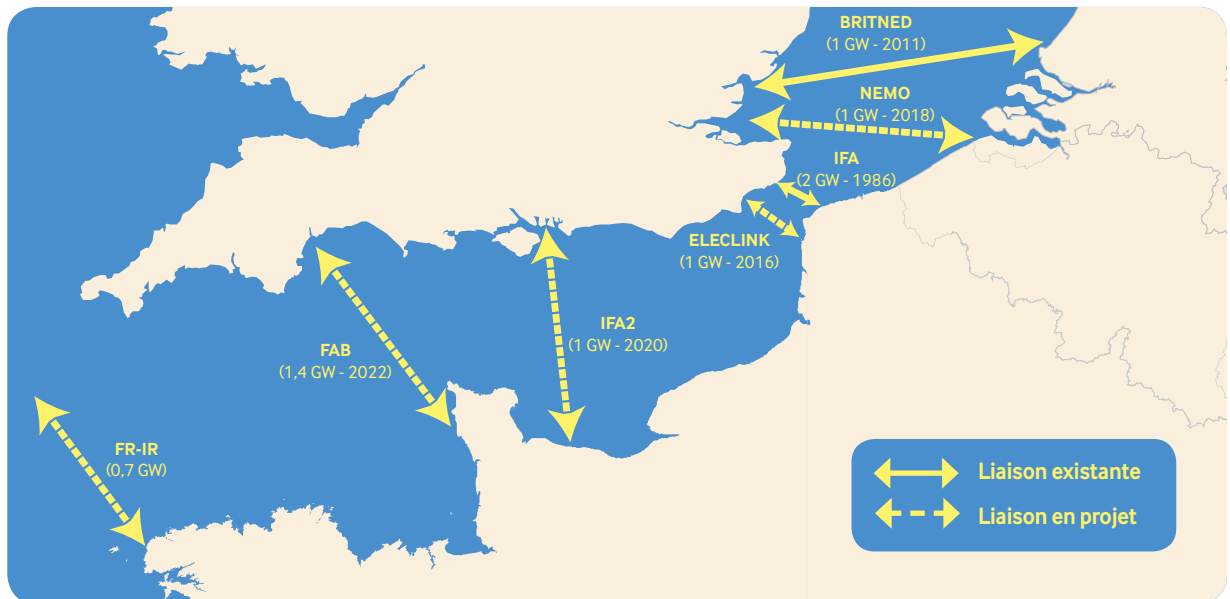 BRITNED
(1 GW - 2011)
NEMO
(1 GW - 2018)
IFA
(2 GW - 1986)
ELECLINK
(1 GW - 2016)
IFA2
(1 GW - 2020)
FAB
(1,4 GW - 2022)
FR-IR
(0,7 GW)
Liaison existante
Liaison en projet